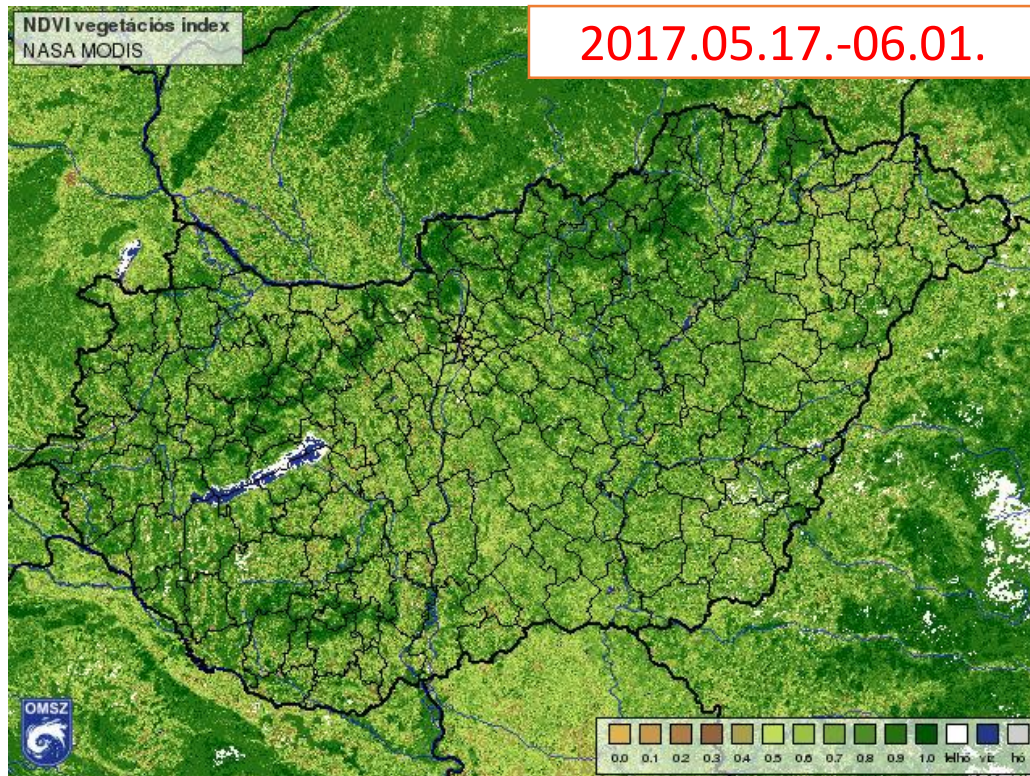 NDVI vegetációs index
NASA MODIS
2017.05.17.-06.01.
OMSZ
0.0 0.1 0.2 0.3 0.4 0.5 0.6 0.7 0.8 0.9 1.0 felhő víz hó